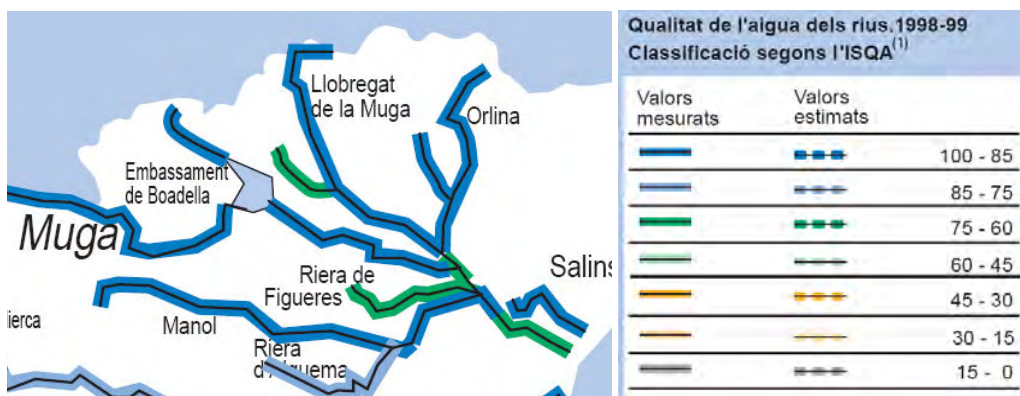 Llobregat
de la Muga
Orlina
Embassament
de Boadella
Muga
Riera de
Figueres
Salins
ierca
Manol
Riera
Qualitat de l'aigua dels rius.1998-99
Classificació segons l'ISQA(1)
Valors
mesurats
Valors
estimats
100 - 85
85 - 75
75 - 60
60 - 45
45 - 30
30 - 15
15 - 0